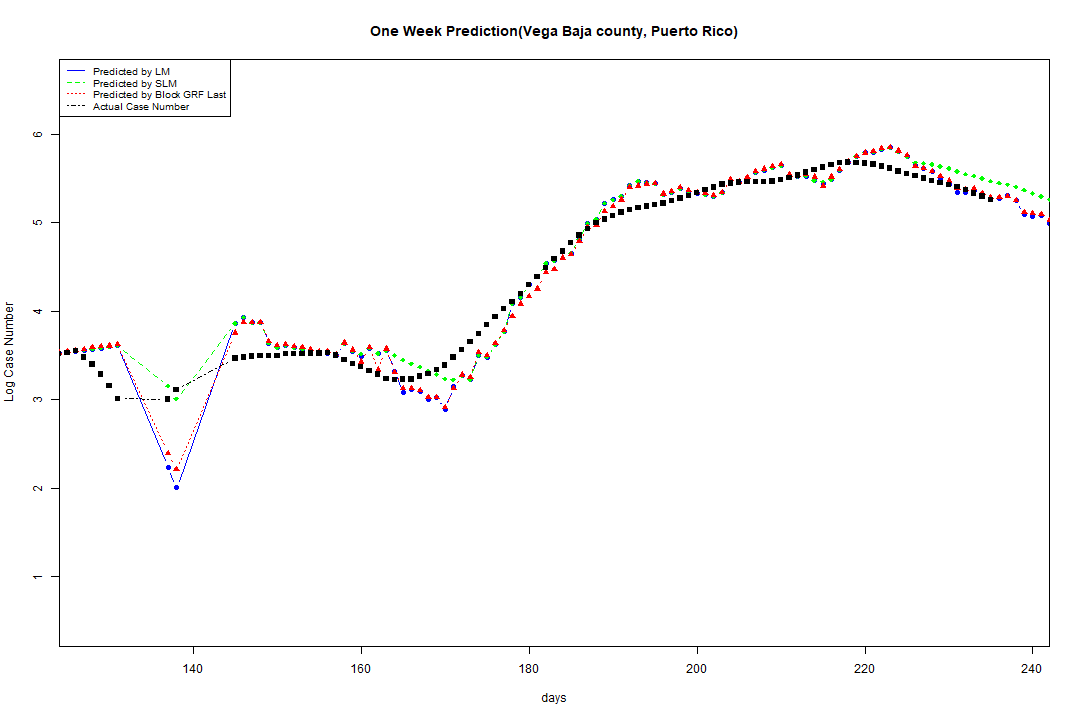 One Week Prediction(Vega Baja county, Puerto Rico)
Predicted by LM
Predicted by SLM
Predicted by Block GRF Last
Actual Case Number
6
5
4
3
2
1
Log Case Number
140 160 180 200 220 240
days